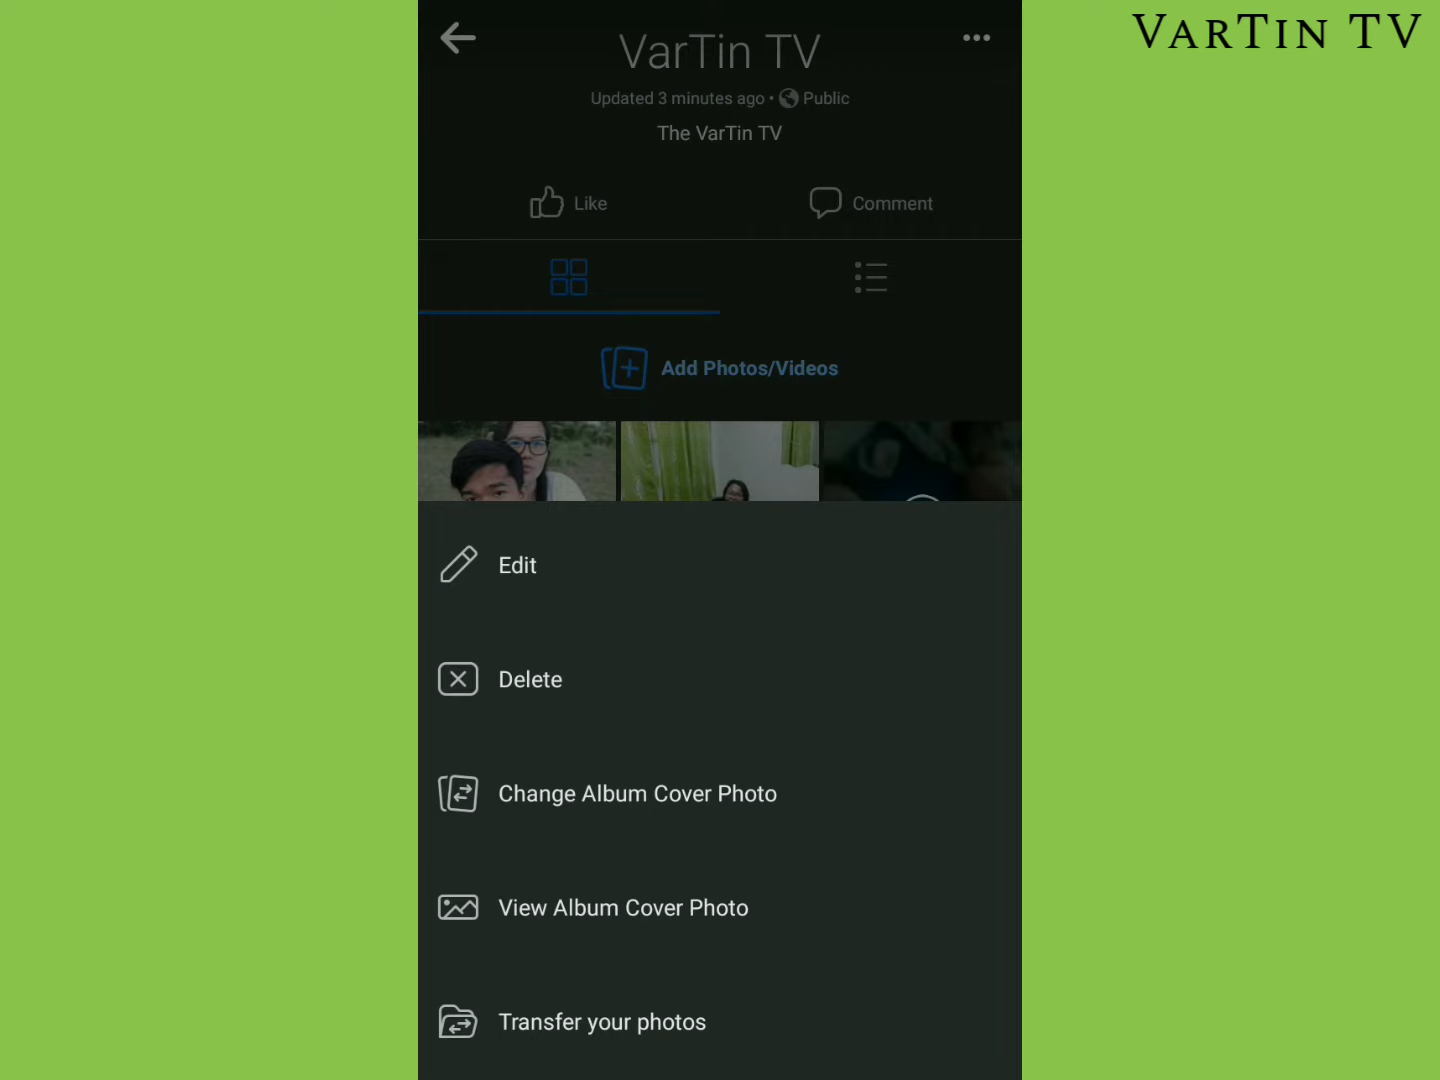 VARTIN TV
VarTin TV
Updated 3 minutes ago • Public
The VarTin TV
Like
Comment
Add Photos/Videos
Edit
Delete
Change Album Cover Photo
View Album Cover Photo
Transfer your photos